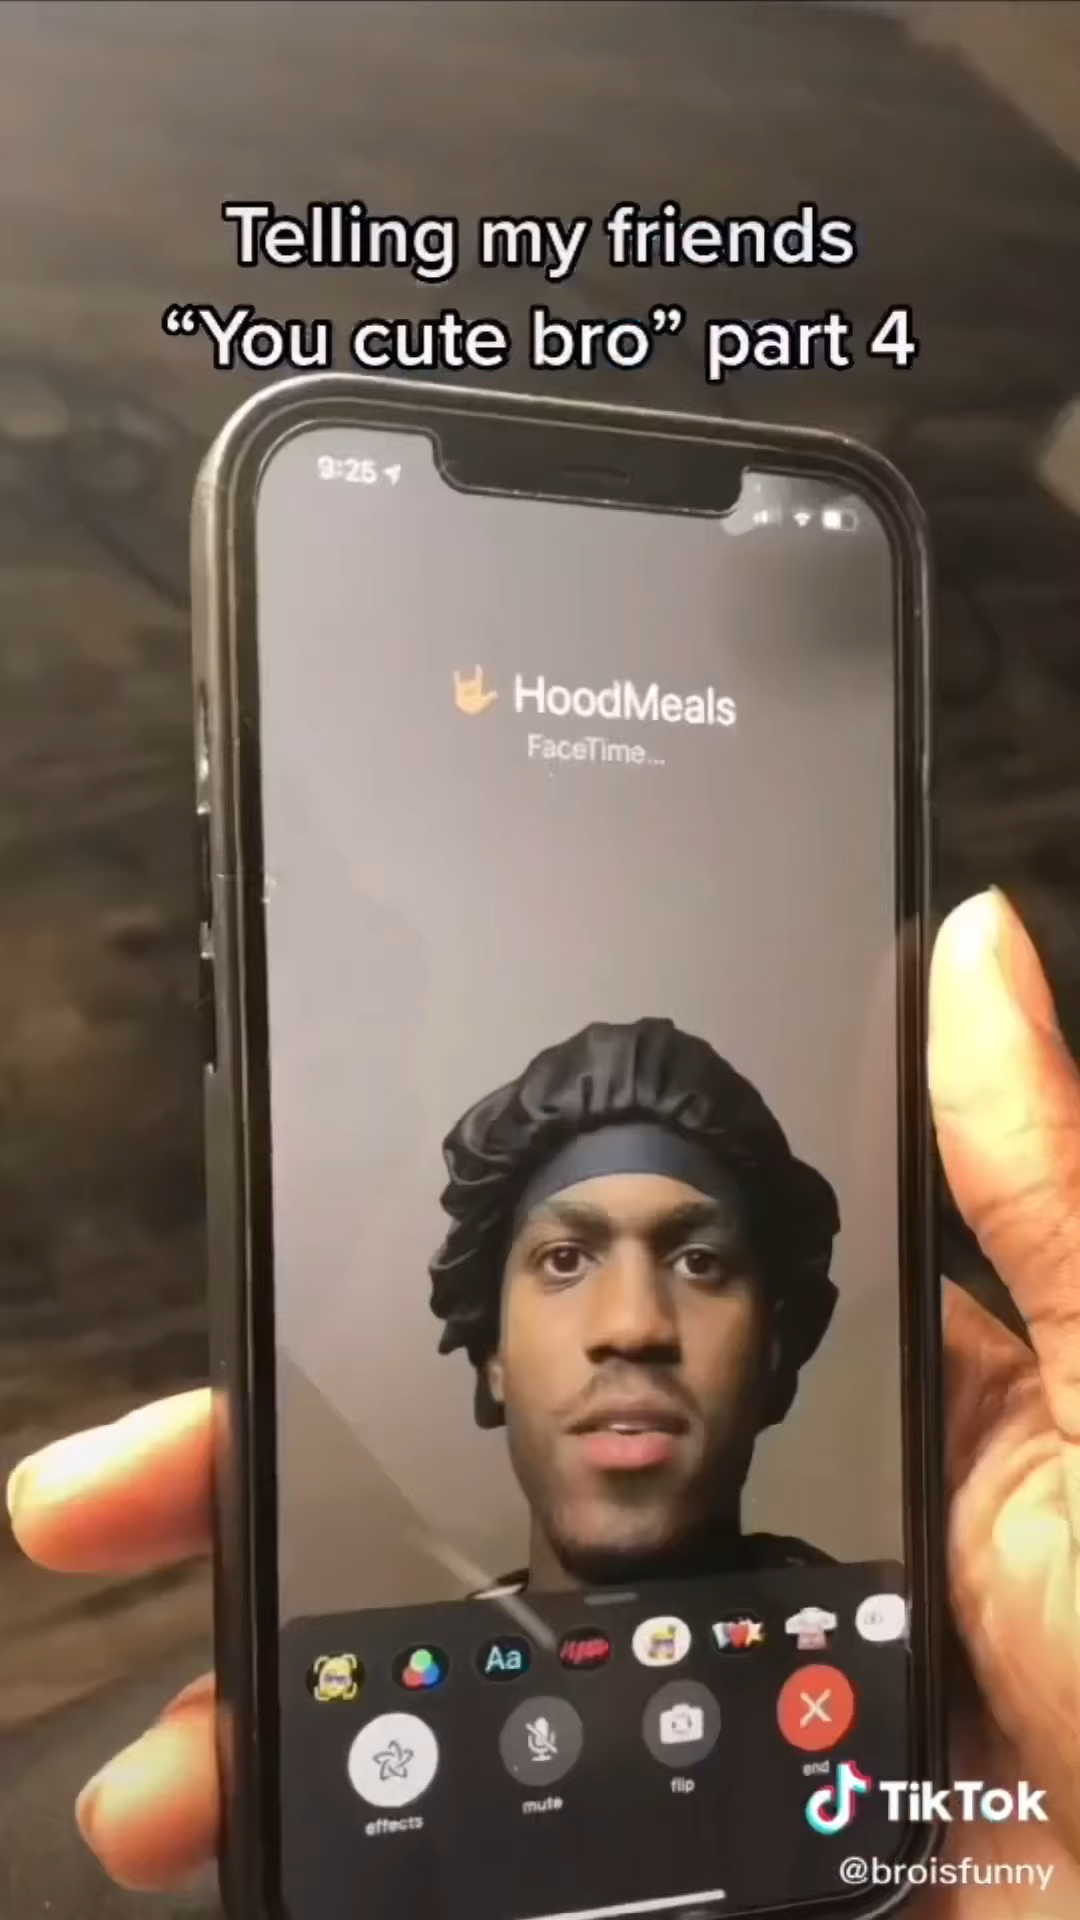 Telling my friends
“You cute bro” part 4
9:25
🤟 HoodMeals
FaceTime...
Aa
effects
mute
flip
end
TikTok
@broisfunny